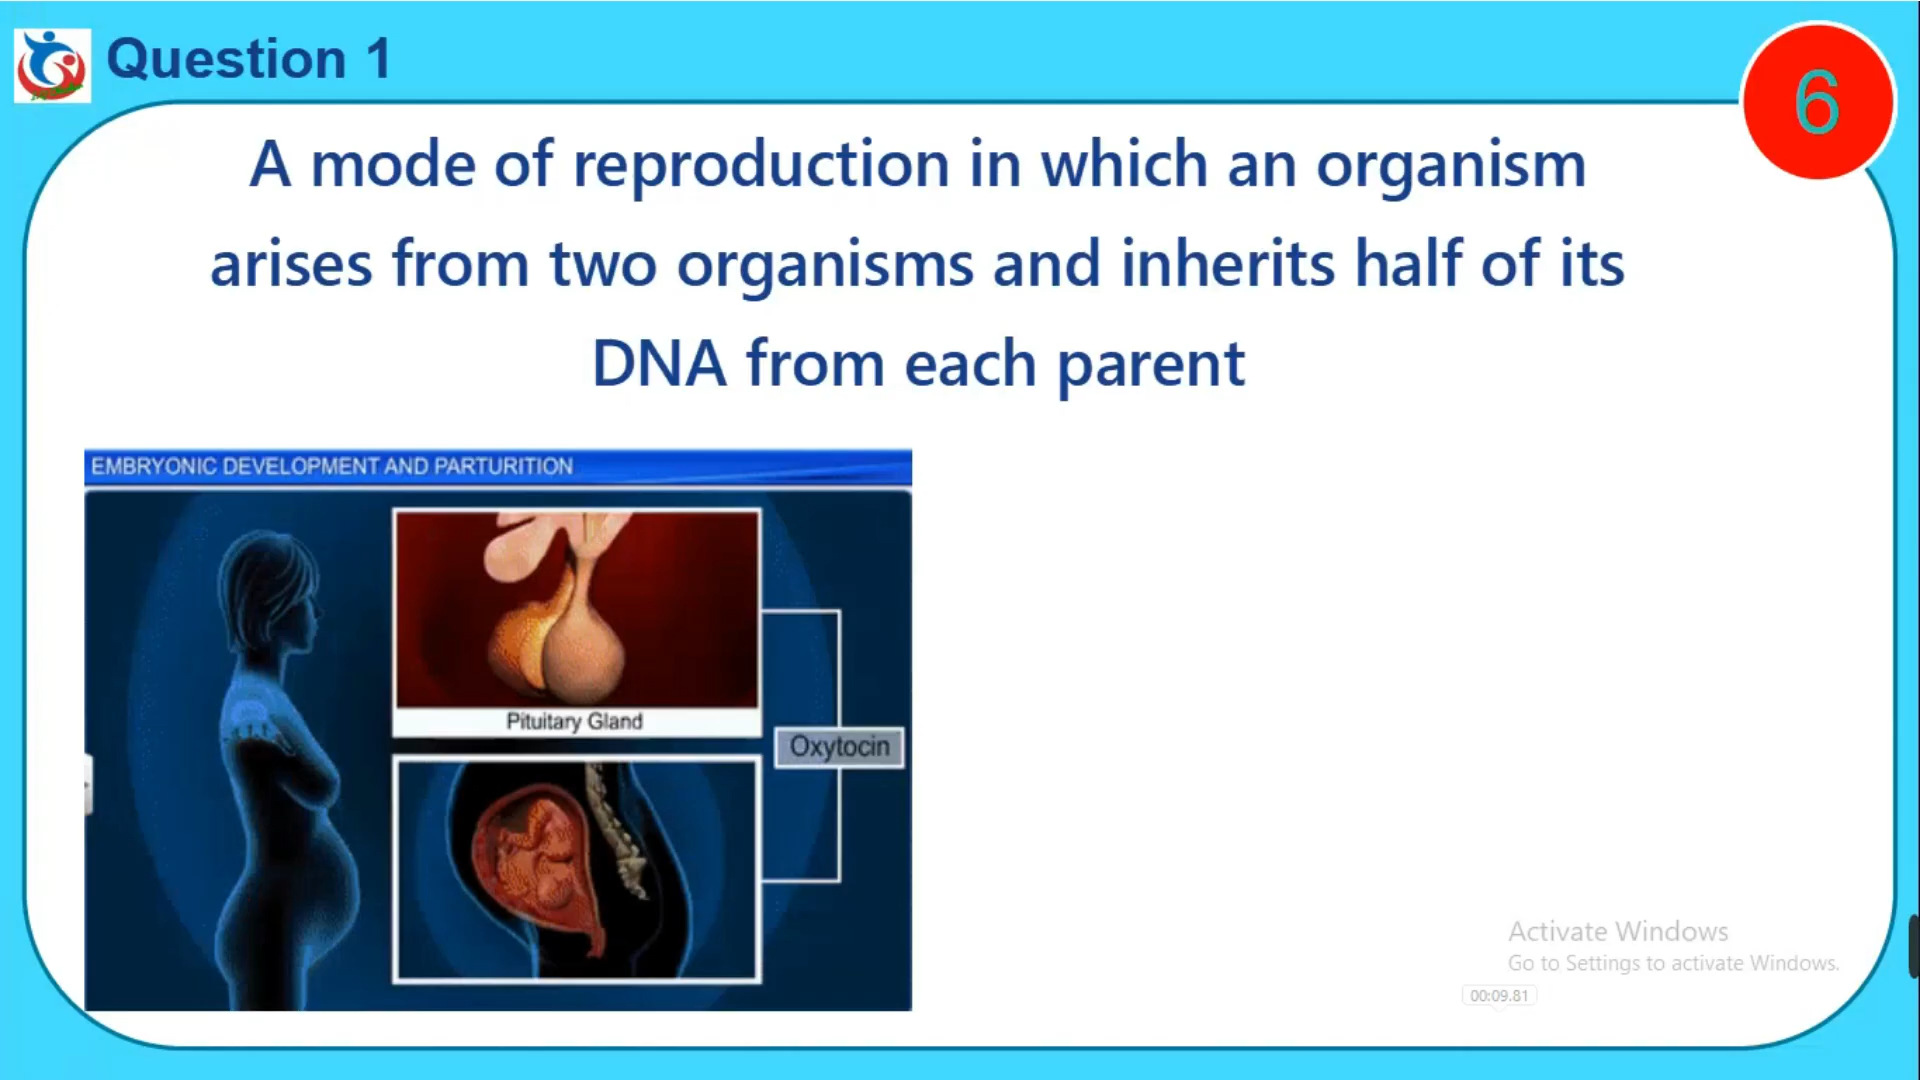 Question 1
6
A mode of reproduction in which an organism
arises from two organisms and inherits half of its
DNA from each parent
EMBRYONIC DEVELOPMENT AND PARTURITION
Pituitary Gland
Oxytocin
Activate Windows
Go to Settings to activate Windows.
00:09.81